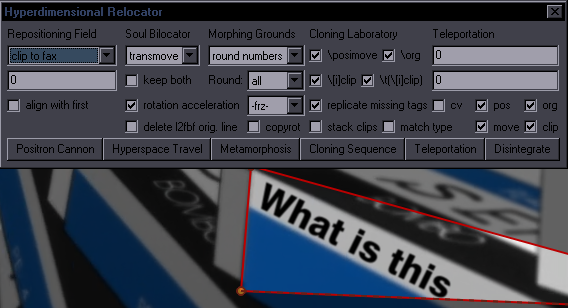 Hyperdimensional Relocator
Repositioning Field Soul Bilocator Morphing Grounds Cloning Laboratory Teleportation
clip to fax transmove round numbers \posimove \org 0
0 keep both Round: all \[i]clip \t(\[i]clip) 0
align with first rotation acceleration -frz- replicate missing tags cv pos org
delete l2fbf orig. line copyrot stack clips match type move clip
Positron Cannon Hyperspace Travel Metamorphosis Cloning Sequence Teleportation Disintegrate
What is this